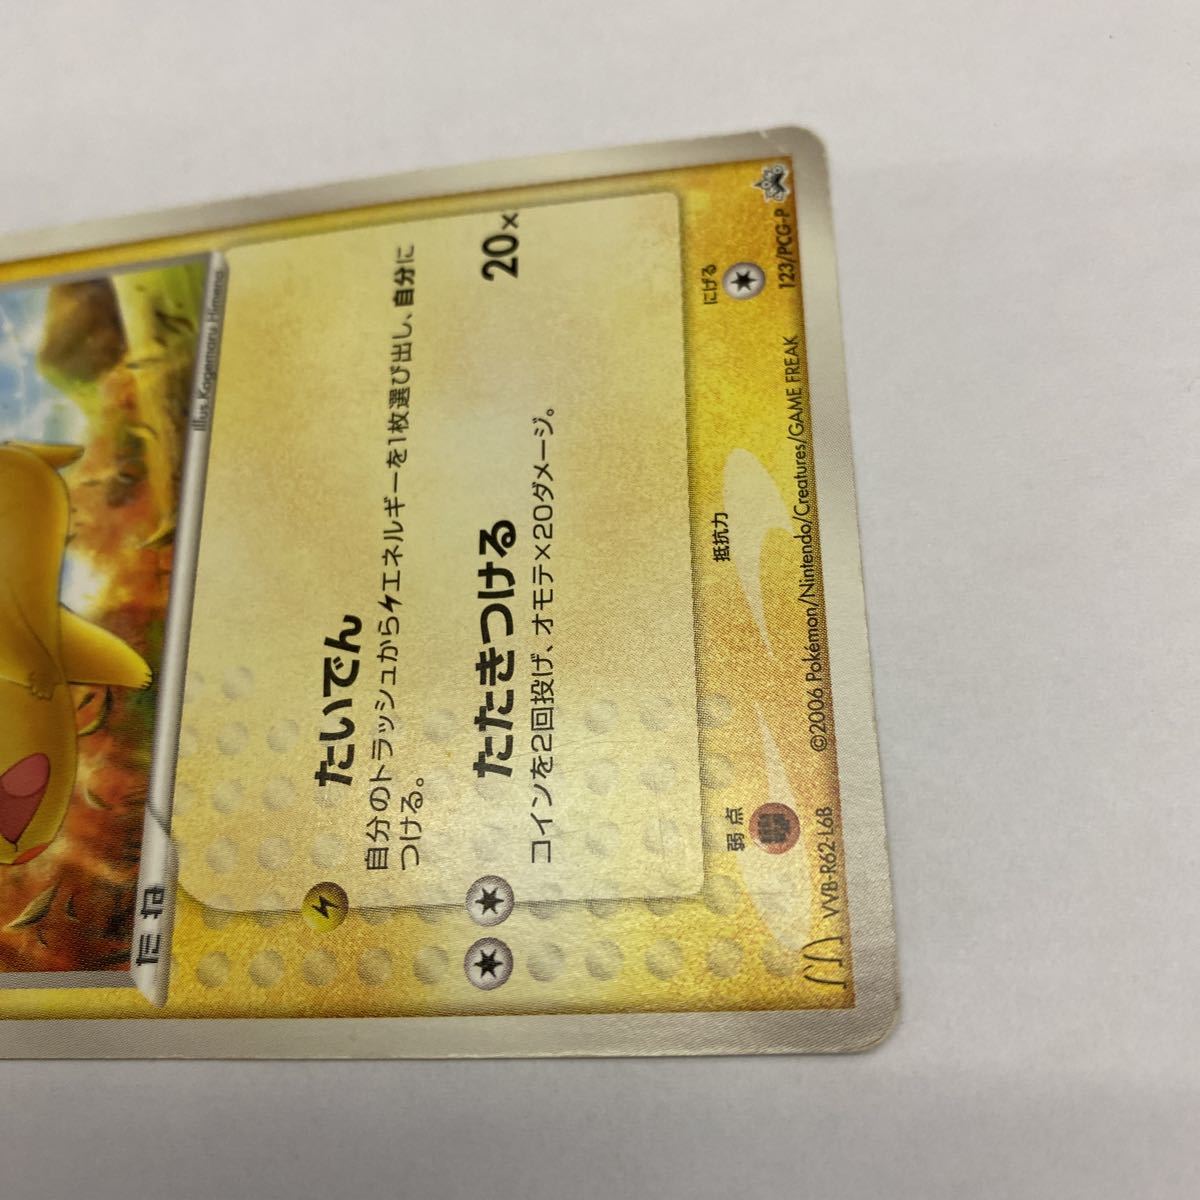 Illus.Kagemaru Himeno
たね
たいでん
自分のトラッシュからエネルギーを1枚選び出し、自分に
つける。
たたきつける 20×
コインを2回投げ、オモテ×20ダメージ。
弱点 抵抗力 にげる
WB-R62-L6B ©2006 Pokémon/Nintendo/Creatures/GAME FREAK 123/PCG-P